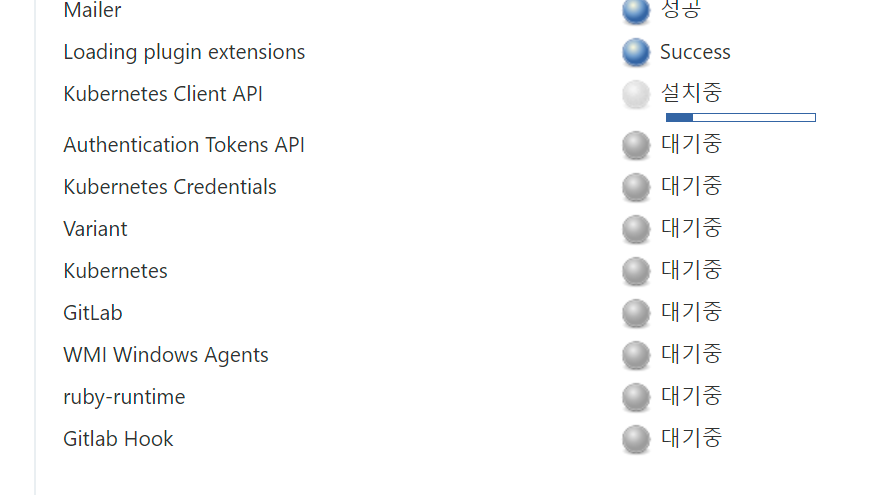 Mailer 성공
Loading plugin extensions Success
Kubernetes Client API 설치중
Authentication Tokens API 대기중
Kubernetes Credentials 대기중
Variant 대기중
Kubernetes 대기중
GitLab 대기중
WMI Windows Agents 대기중
ruby-runtime 대기중
Gitlab Hook 대기중